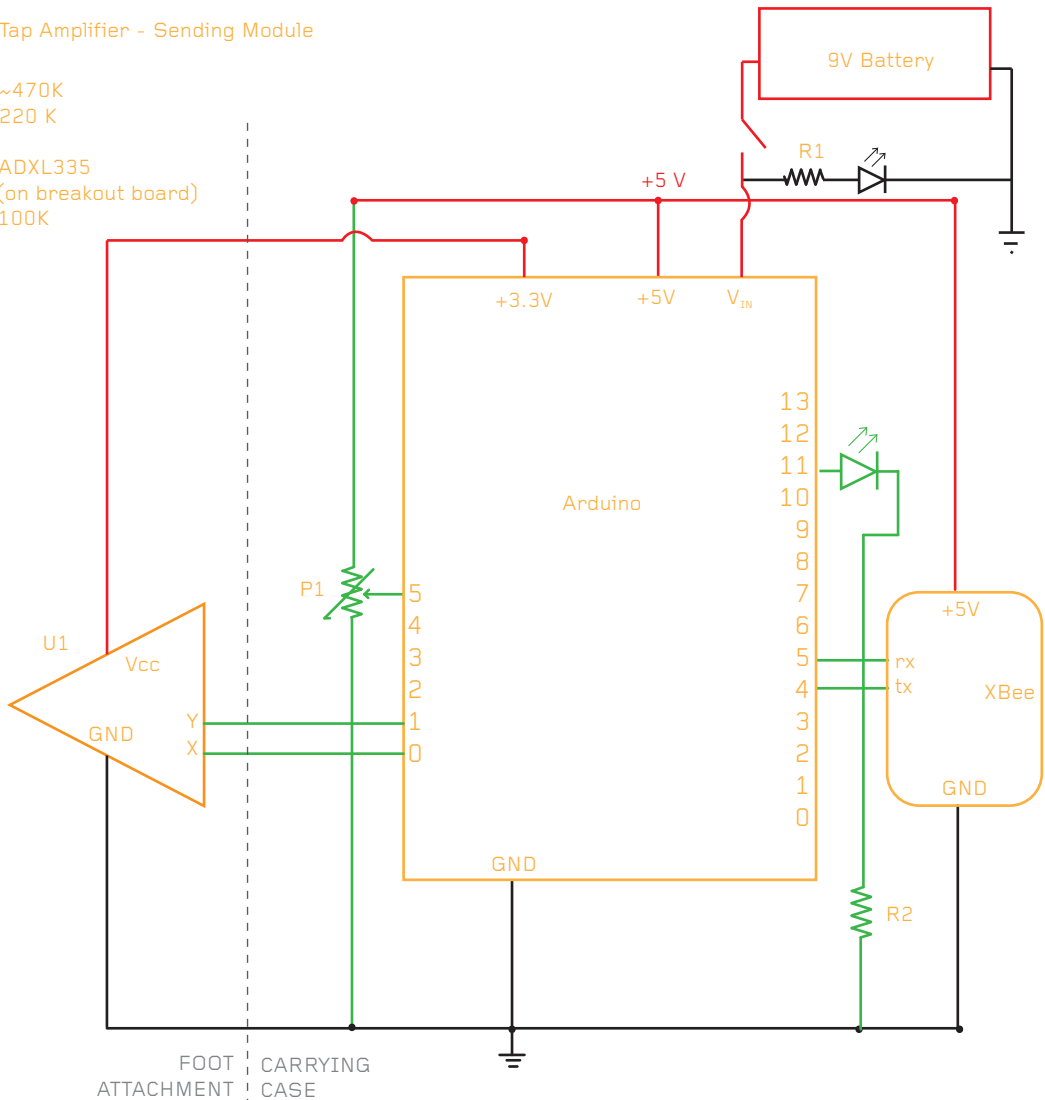 Tap Amplifier - Sending Module
~470K
220 K
ADXL335
(on breakout board)
100K
9V Battery
R1
+5 V
+3.3V
+5V
VIN
13
12
11
10
9
8
7
6
5
4
3
2
1
0
Arduino
P1
5
4
3
2
1
0
U1
Vcc
GND
Y
X
+5V
rx
tx
XBee
GND
GND
R2
FOOT
ATTACHMENT
CARRYING
CASE